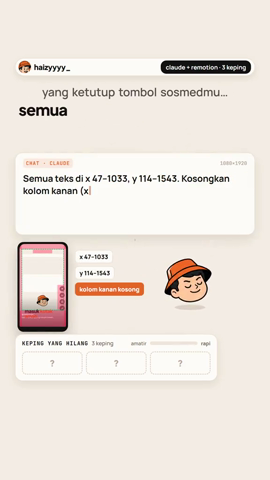 haizyyyy_
claude + remotion · 3 keping
yang ketutup tombol sosmedmu...
semua
CHAT · CLAUDE
1080×1920
Semua teks di x 47–1033, y 114–1543. Kosongkan
kolom kanan (x
x 47–1033
y 114–1543
kolom kanan kosong
KEPING YANG HILANG 3 keping
amatir
rapi
? ? ?